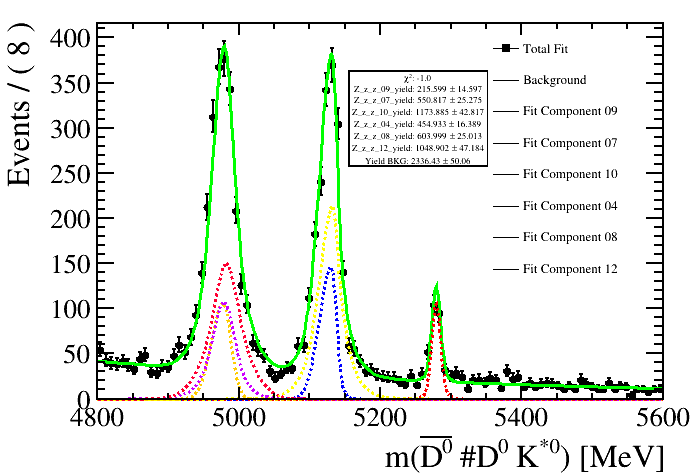 Events / ( 8 )
400
350
300
250
200
150
100
50
0
4800
5000
5200
5400
5600
m(D⁰ #D⁰ K*⁰) [MeV]
χ²: -1.0
Z_z_z_09_yield: 215.599 ± 14.597
Z_z_z_07_yield: 550.817 ± 25.275
Z_z_z_10_yield: 1173.885 ± 42.817
Z_z_z_04_yield: 454.933 ± 16.389
Z_z_z_08_yield: 603.999 ± 25.013
Z_z_z_12_yield: 1048.902 ± 47.184
Yield BKG: 2336.43 ± 50.06
Total Fit
Background
Fit Component 09
Fit Component 07
Fit Component 10
Fit Component 04
Fit Component 08
Fit Component 12